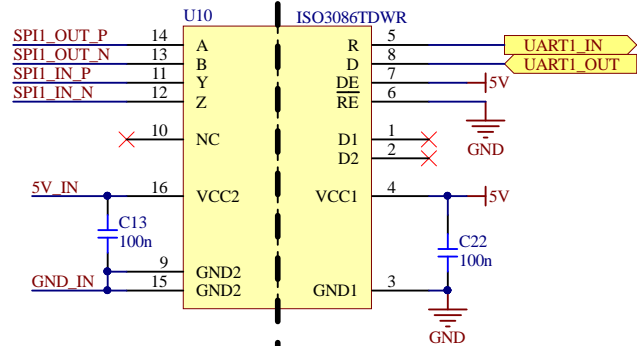 U10 ISO3086TDWR
SPI1_OUT_P 14 A R 5 UART1_IN
SPI1_OUT_N 13 B D 8 UART1_OUT
SPI1_IN_P 11 Y DE 7 5V
SPI1_IN_N 12 Z RE 6
GND
10 NC D1 1
D2 2
5V_IN 16 VCC2 VCC1 4 5V
C13
100n
C22
100n
9 GND2
GND_IN 15 GND2 GND1 3
GND